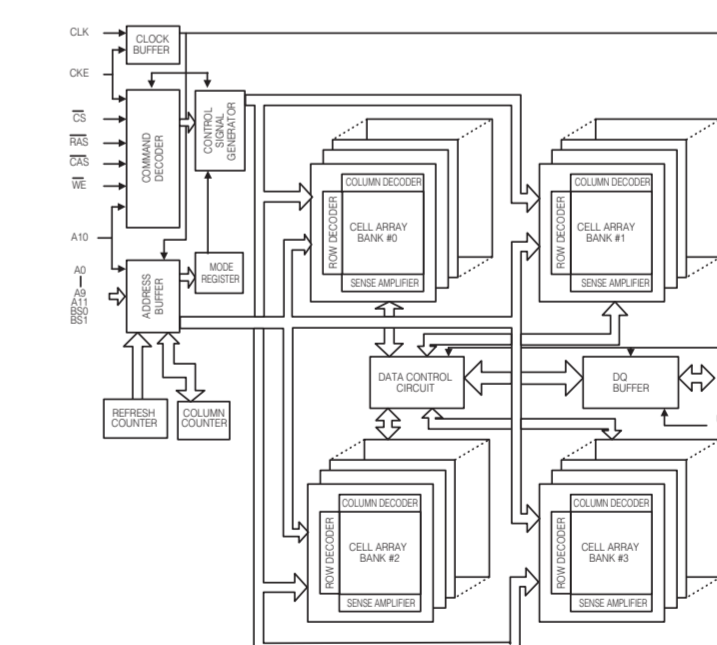 CLK
CLOCK
BUFFER
CKE
CS
RAS
CAS
WE
COMMAND
DECODER
CONTROL
SIGNAL
GENERATOR
A10
A0
A9
A11
BS0
BS1
ADDRESS
BUFFER
MODE
REGISTER
REFRESH
COUNTER
COLUMN
COUNTER
COLUMN DECODER
ROW DECODER
CELL ARRAY
BANK #0
SENSE AMPLIFIER
COLUMN DECODER
ROW DECODER
CELL ARRAY
BANK #1
SENSE AMPLIFIER
DATA CONTROL
CIRCUIT
DQ
BUFFER
COLUMN DECODER
ROW DECODER
CELL ARRAY
BANK #2
SENSE AMPLIFIER
COLUMN DECODER
ROW DECODER
CELL ARRAY
BANK #3
SENSE AMPLIFIER